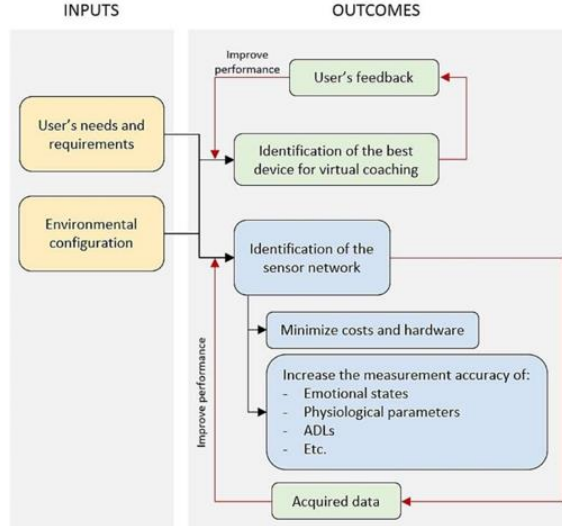 INPUTS
OUTCOMES
Improve
performance
User's feedback
User's needs and
requirements
Identification of the best
device for virtual coaching
Environmental
configuration
Identification of the
sensor network
Minimize costs and hardware
Increase the measurement accuracy of:
- Emotional states
- Physiological parameters
- ADLs
- Etc.
Improve performance
Acquired data